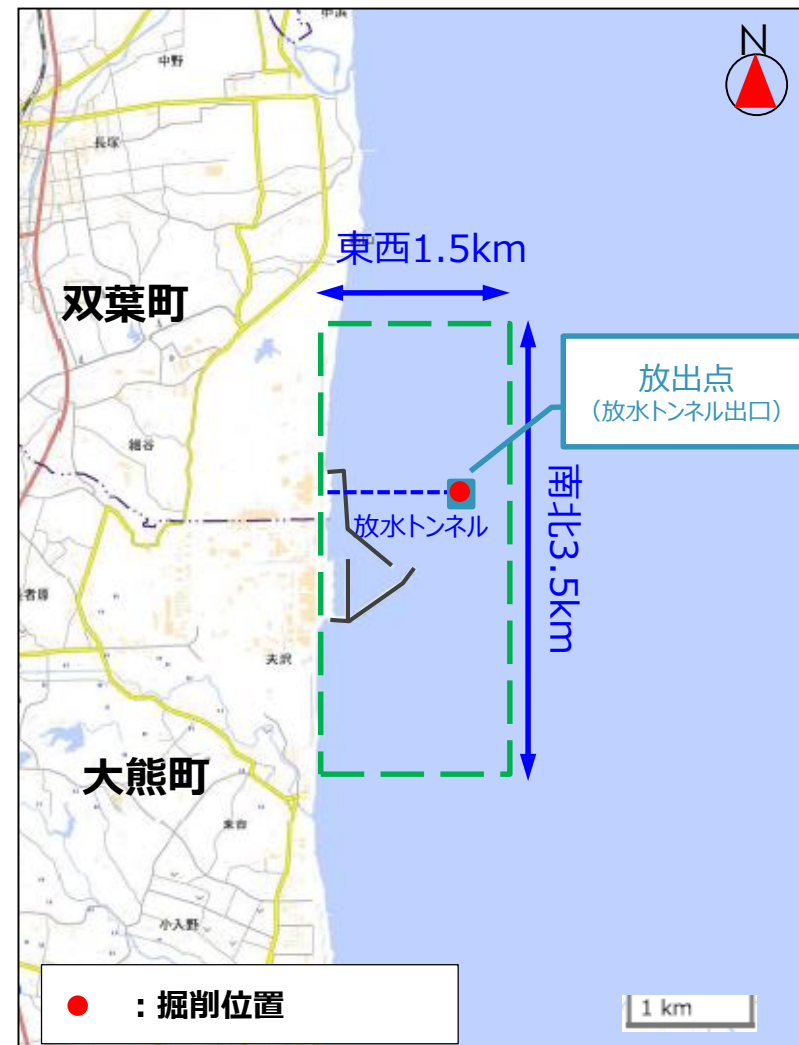 中浜
中野
N
長塚
東西1.5km
双葉町
放出点
（放水トンネル出口）
細谷
放水トンネル
南北3.5km
夫沢
大熊町
小入野
：掘削位置
1 km